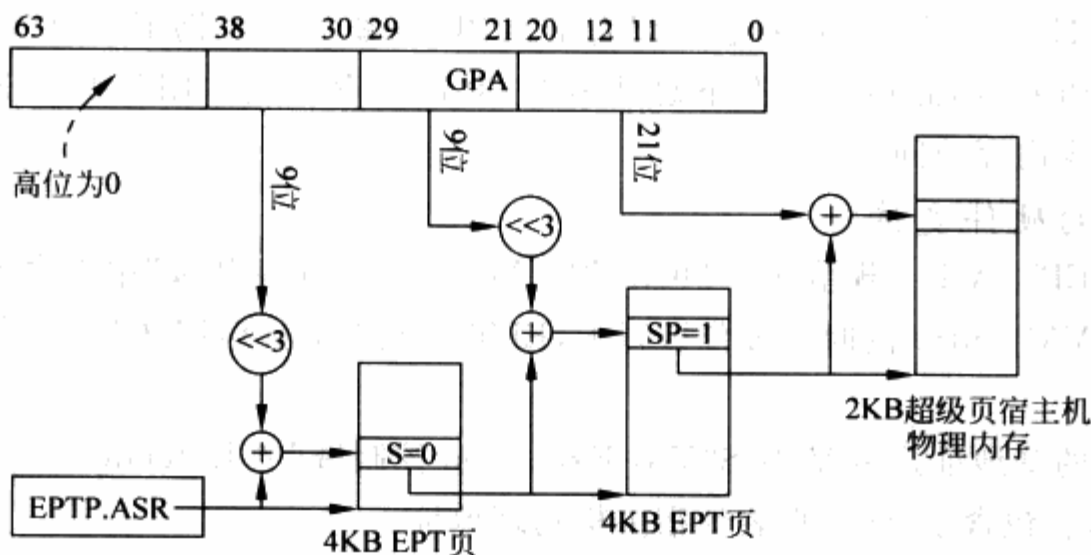 63 38 30 29 21 20 12 11 0
GPA
高位为0
9位
9位
21位
<<3
+
<<3
+
SP=1
2KB超级页宿主机
物理内存
<<3
+
S=0
EPTP.ASR
4KB EPT页
4KB EPT页